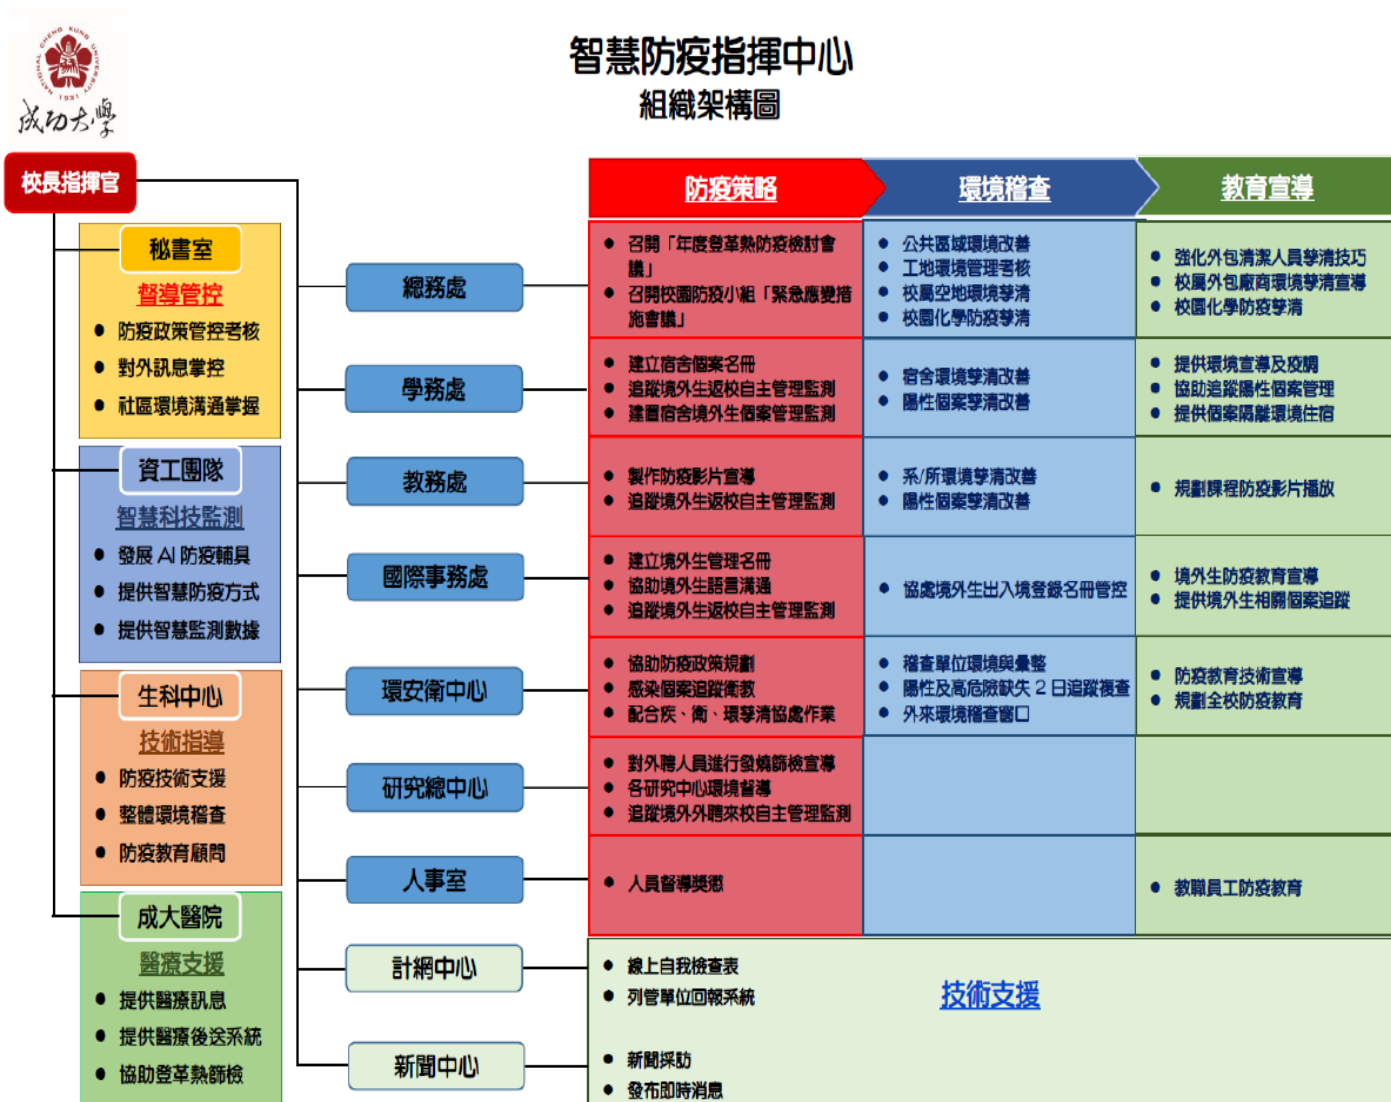 NATIONAL CHENG KUNG UNIVERSITY 1931
成功大學
智慧防疫指揮中心
組織架構圖
校長指揮官
秘書室
督導管控
● 防疫政策管控考核
● 對外訊息掌控
● 社區環境溝通掌握
資工團隊
智慧科技監測
● 發展 AI 防疫輔具
● 提供智慧防疫方式
● 提供智慧監測數據
生科中心
技術指導
● 防疫技術支援
● 整體環境稽查
● 防疫教育顧問
成大醫院
醫療支援
● 提供醫療訊息
● 提供醫療後送系統
● 協助登革熱篩檢
防疫策略
環境稽查
教育宣導
總務處
● 召開「年度登革熱防疫檢討會
議」
● 召開校園防疫小組「緊急應變措
施會議」
● 公共區域環境改善
● 工地環境管理考核
● 校屬空地環境孳清
● 校園化學防疫孳清
● 強化外包清潔人員孳清技巧
● 校屬外包廠商環境孳清宣導
● 校園化學防疫孳清
學務處
● 建立宿舍個案名冊
● 追蹤境外生返校自主管理監測
● 建置宿舍境外生個案管理監測
● 宿舍環境孳清改善
● 陽性個案孳清改善
● 提供環境宣導及疫調
● 協助追蹤陽性個案管理
● 提供個案隔離環境住宿
教務處
● 製作防疫影片宣導
● 追蹤境外生返校自主管理監測
● 系/所環境孳清改善
● 陽性個案孳清改善
● 規劃課程防疫影片播放
國際事務處
● 建立境外生管理名冊
● 協助境外生語言溝通
● 追蹤境外生返校自主管理監測
● 協處境外生出入境登錄名冊管控
● 境外生防疫教育宣導
● 提供境外生相關個案追蹤
環安衛中心
● 協助防疫政策規劃
● 感染個案追蹤衛教
● 配合疾、衛、環孳清協處作業
● 稽查單位環境與彙整
● 陽性及高危險缺失 2 日追蹤複查
● 外來環境稽查窗口
● 防疫教育技術宣導
● 規劃全校防疫教育
研究總中心
● 對外聘人員進行發燒篩檢宣導
● 各研究中心環境督導
● 追蹤境外外聘來校自主管理監測
人事室
● 人員督導獎懲
● 教職員工防疫教育
計網中心
● 線上自我檢查表
● 列管單位回報系統
技術支援
新聞中心
● 新聞採訪
● 發布即時消息